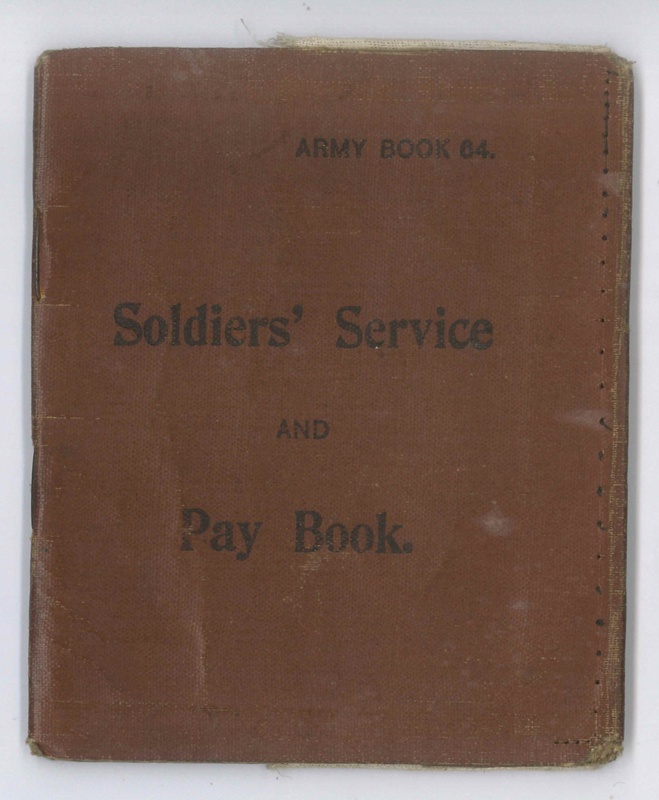 ARMY BOOK 64.
Soldiers' Service
AND
Pay Book.